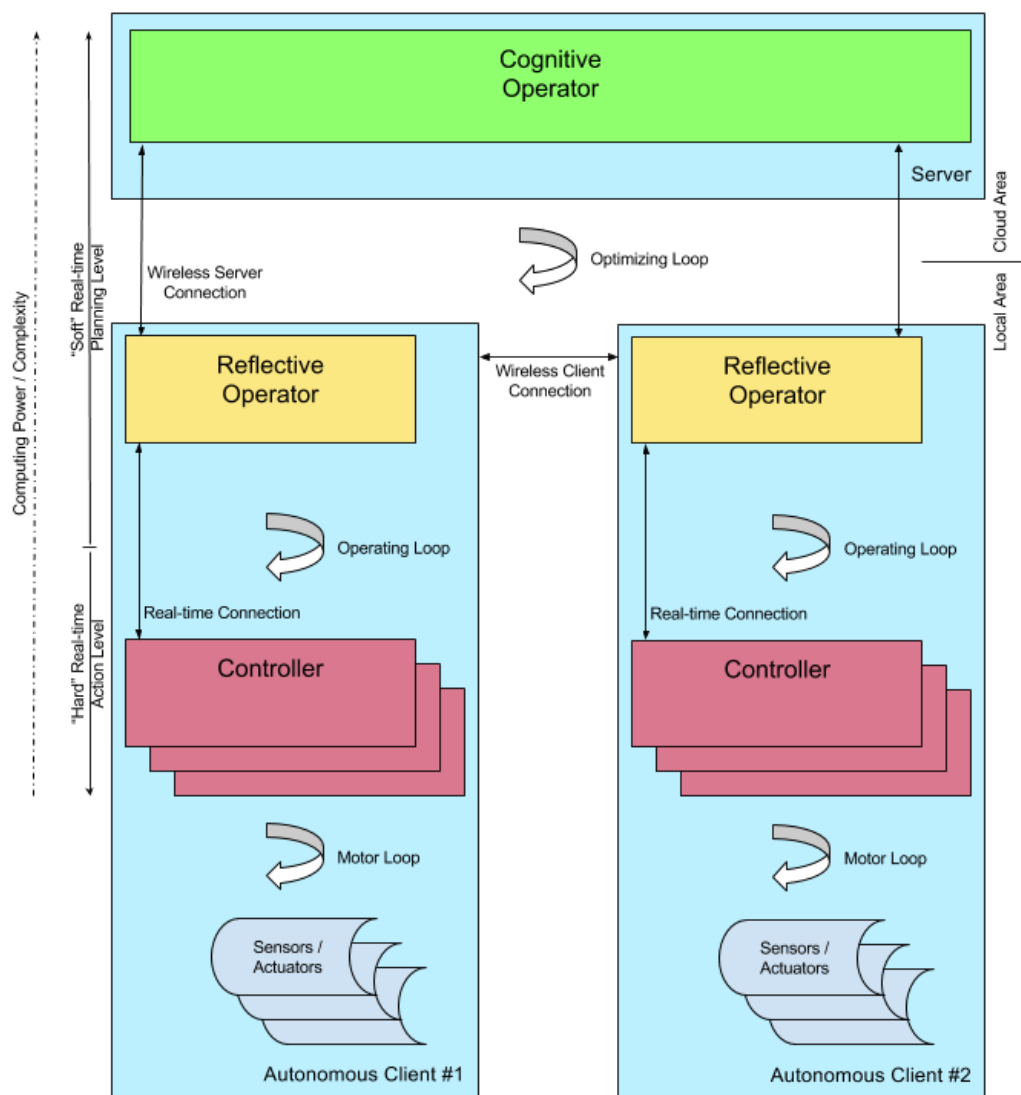 Cognitive
Operator
Server
Cloud Area
Local Area
Optimizing Loop
Wireless Server
Connection
"Soft" Real-time
Planning Level
Computing Power / Complexity
Reflective
Operator
Wireless Client
Connection
Reflective
Operator
Operating Loop
Operating Loop
Real-time Connection
Real-time Connection
"Hard" Real-time
Action Level
Controller
Controller
Motor Loop
Motor Loop
Sensors /
Actuators
Sensors /
Actuators
Autonomous Client #1
Autonomous Client #2